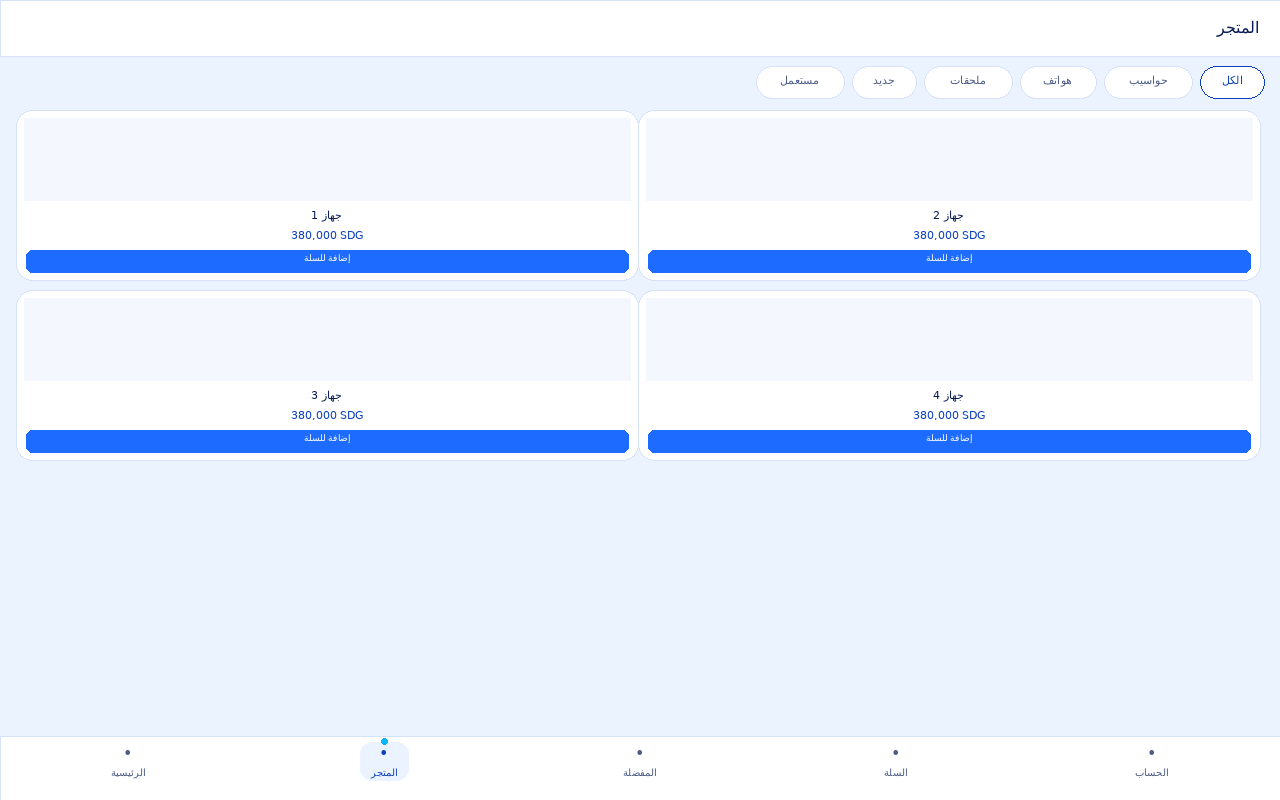 المتجر
الكل
حواسيب
هواتف
ملحقات
جديد
مستعمل
جهاز 2
380,000 SDG
إضافة للسلة
جهاز 1
380,000 SDG
إضافة للسلة
جهاز 4
380,000 SDG
إضافة للسلة
جهاز 3
380,000 SDG
إضافة للسلة
الحساب
السلة
المفضلة
المتجر
الرئيسية